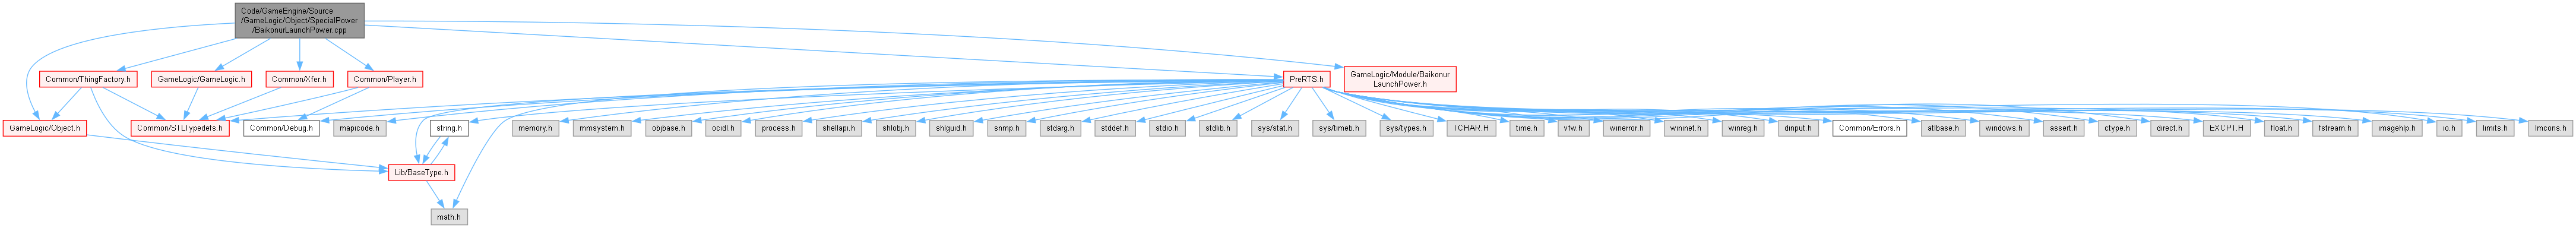 Code/GameEngine/Source
/GameLogic/Object/SpecialPower
/BaikonurLaunchPower.cpp
Common/ThingFactory.h
GameLogic/GameLogic.h
Common/Xfer.h
Common/Player.h
PreRTS.h
GameLogic/Module/Baikonur
LaunchPower.h
GameLogic/Object.h
Common/STLTypedefs.h
Common/Debug.h
mapicode.h
string.h
memory.h
mmsystem.h
objbase.h
ocidl.h
process.h
shellapi.h
shlobj.h
shlguid.h
snmp.h
stdarg.h
stddef.h
stdio.h
stdlib.h
sys/stat.h
sys/timeb.h
sys/types.h
TCHAR.H
time.h
vfw.h
winerror.h
wininet.h
winreg.h
dinput.h
Common/Errors.h
atlbase.h
windows.h
assert.h
ctype.h
direct.h
EXCPT.H
float.h
fstream.h
imagehlp.h
io.h
limits.h
lmcons.h
Lib/BaseType.h
math.h